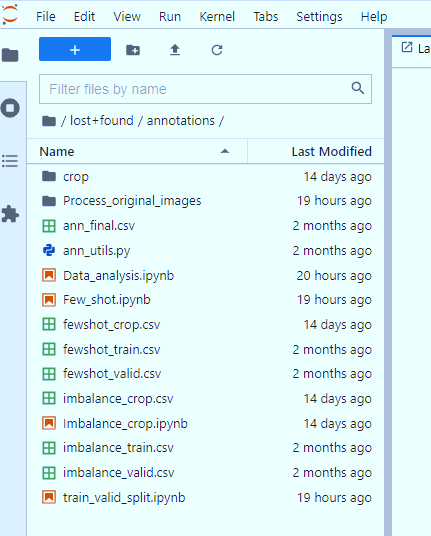 File Edit View Run Kernel Tabs Settings Help
+
La
Filter files by name
/ lost+found / annotations /
Name Last Modified
crop 14 days ago
Process_original_images 19 hours ago
ann_final.csv 2 months ago
ann_utils.py 2 months ago
Data_analysis.ipynb 20 hours ago
Few_shot.ipynb 19 hours ago
fewshot_crop.csv 14 days ago
fewshot_train.csv 2 months ago
fewshot_valid.csv 2 months ago
imbalance_crop.csv 14 days ago
Imbalance_crop.ipynb 14 days ago
imbalance_train.csv 2 months ago
imbalance_valid.csv 2 months ago
train_valid_split.ipynb 19 hours ago